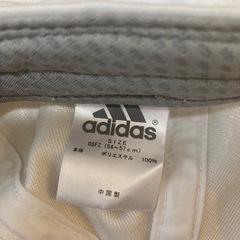 adidas
SIZE
OSFZ (54~57cm)
本体 ポリエステル 100%
中国製